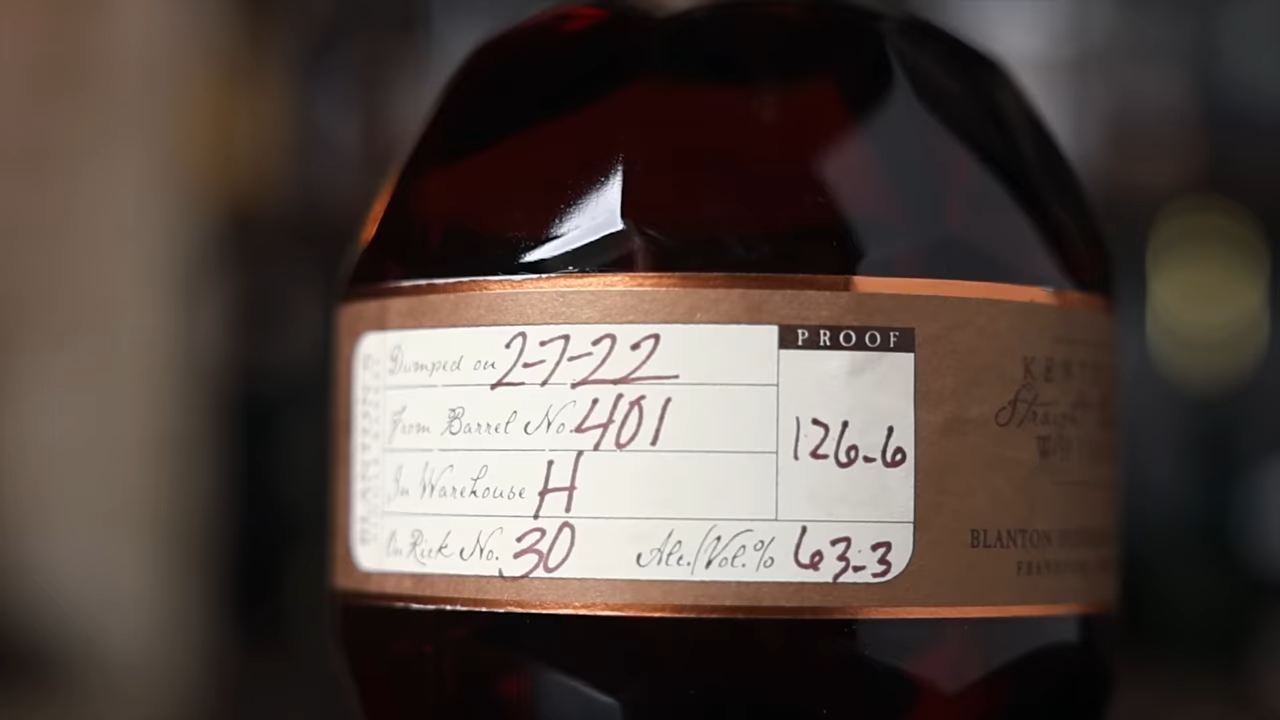 Dumped on 2-7-22
From Barrel No. 401
In Warehouse H
On Rick No. 30 Alc./Vol.% 63-3
PROOF
126-6
BLANTON